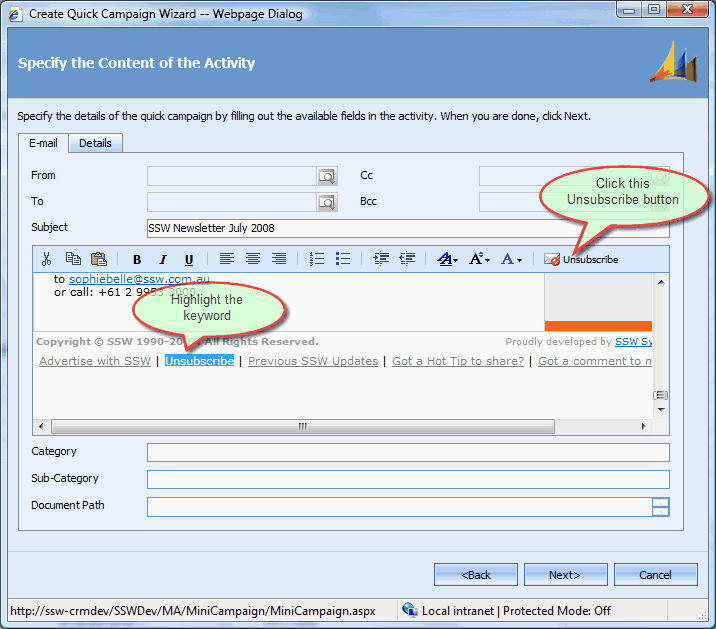 Create Quick Campaign Wizard -- Webpage Dialog
Specify the Content of the Activity
Specify the details of the quick campaign by filling out the available fields in the activity. When you are done, click Next.
E-mail Details
From Cc
To Bcc
Click this
Unsubscribe button
Subject SSW Newsletter July 2008
B I U A A A Unsubscribe
to sophiebelle@ssw.com.au
or call: +61 2 9953 3000
Highlight the
keyword
Copyright © SSW 1990-20 . All Rights Reserved. Proudly developed by SSW Sy
Advertise with SSW | Unsubscribe | Previous SSW Updates | Got a Hot Tip to share? | Got a comment to m
Category
Sub-Category
Document Path
<Back Next> Cancel
http://ssw-crmdev/SSWDev/MA/MiniCampaign/MiniCampaign.aspx Local intranet | Protected Mode: Off